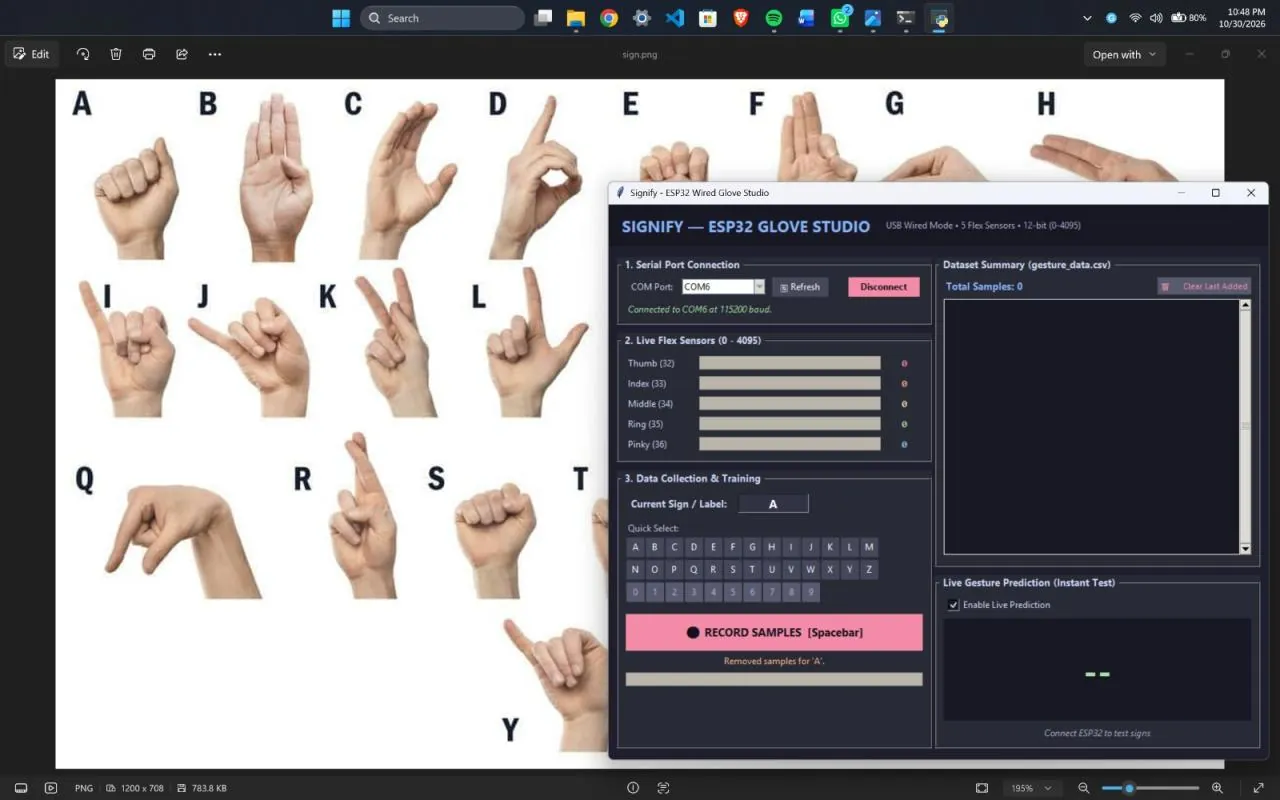 Search
2
80%
10:48 PM
10/30/2026
Edit
sign.png
Open with
A B C D E F G H
I J K L
Q R S T
Y
Signify - ESP32 Wired Glove Studio
SIGNIFY — ESP32 GLOVE STUDIO
USB Wired Mode • 5 Flex Sensors • 12-bit (0-4095)
1. Serial Port Connection
COM Port: COM6 Refresh Disconnect
Connected to COM6 at 115200 baud.
2. Live Flex Sensors (0 - 4095)
Thumb (32) 0
Index (33) 0
Middle (34) 0
Ring (35) 0
Pinky (36) 0
3. Data Collection & Training
Current Sign / Label: A
Quick Select:
A B C D E F G H I J K L M
N O P Q R S T U V W X Y Z
0 1 2 3 4 5 6 7 8 9
RECORD SAMPLES [Spacebar]
Removed samples for 'A'.
Dataset Summary (gesture_data.csv)
Total Samples: 0
Clear Last Added
Live Gesture Prediction (Instant Test)
Enable Live Prediction
--
Connect ESP32 to test signs
PNG 1200 x 708 783.8 KB
195%